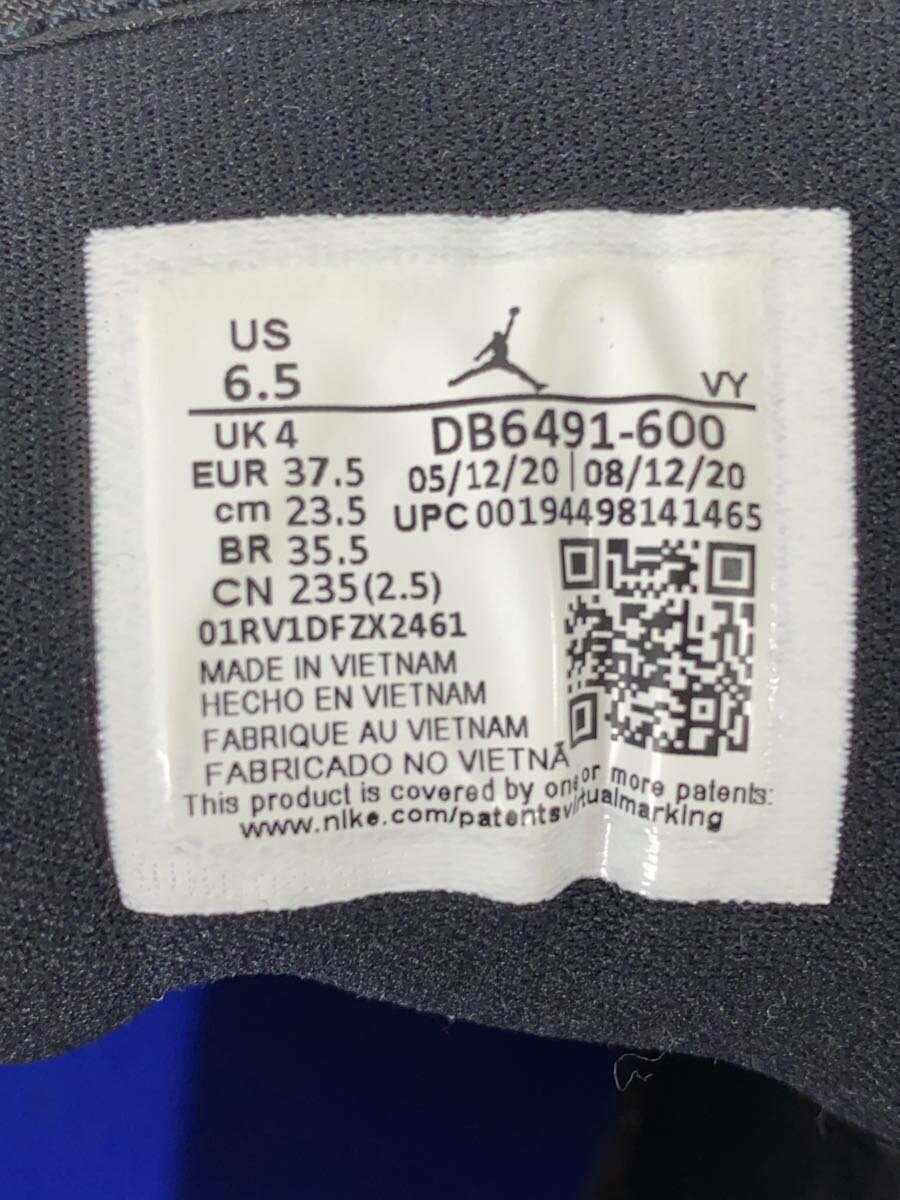 US
6.5
VY
UK 4
DB6491-600
EUR 37.5
05/12/20 | 08/12/20
cm 23.5
UPC 00194498141465
BR 35.5
CN 235(2.5)
01RV1DFZX2461
MADE IN VIETNAM
HECHO EN VIETNAM
FABRIQUE AU VIETNAM
FABRICADO NO VIETNÃ
This product is covered by one or more patents:
www.nike.com/patentsvirtualmarking